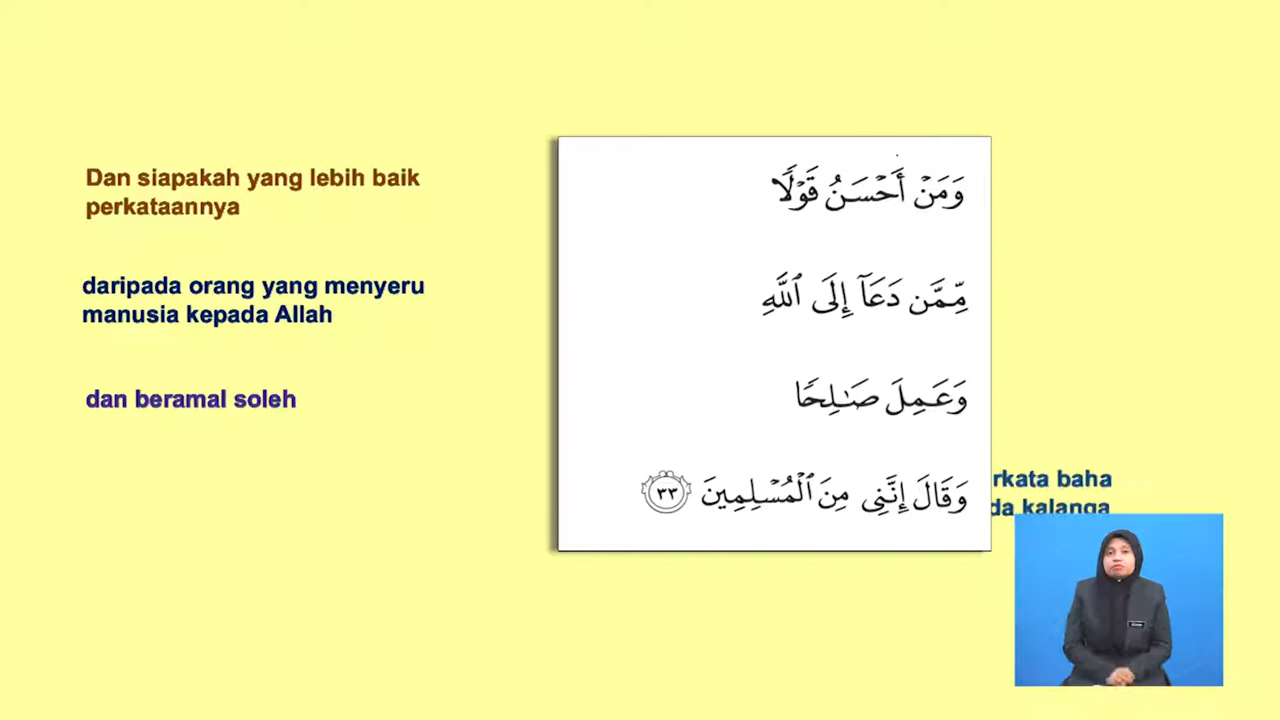 Dan siapakah yang lebih baik
perkataannya
daripada orang yang menyeru
manusia kepada Allah
dan beramal soleh
وَمَنْ أَحْسَنُ قَوْلًا
مِّمَّن دَعَآ إِلَى ٱللَّهِ
وَعَمِلَ صَـٰلِحًا
وَقَالَ إِنَّنِى مِنَ ٱلْمُسْلِمِينَ ٣٣
rkata baha
da kalanga